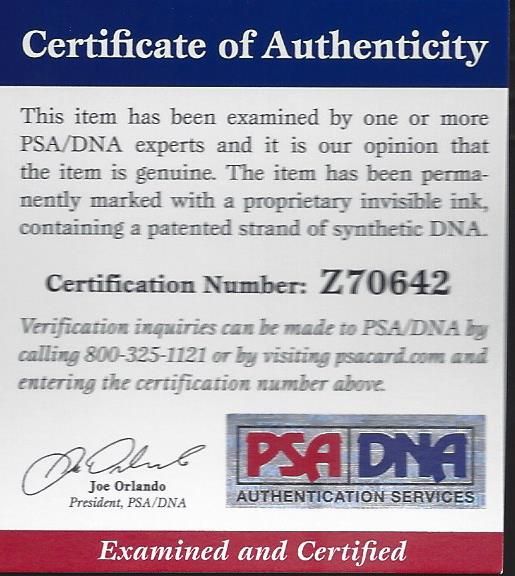 Certificate of Authenticity
This item has been examined by one or more
PSA/DNA experts and it is our opinion that
the item is genuine. The item has been perma-
nently marked with a proprietary invisible ink,
containing a patented strand of synthetic DNA.
Certification Number: Z70642
Verification inquiries can be made to PSA/DNA by
calling 800-325-1121 or by visiting psacard.com and
entering the certification number above.
Joe Orlando
President, PSA/DNA
PSA DNA
AUTHENTICATION SERVICES
Examined and Certified